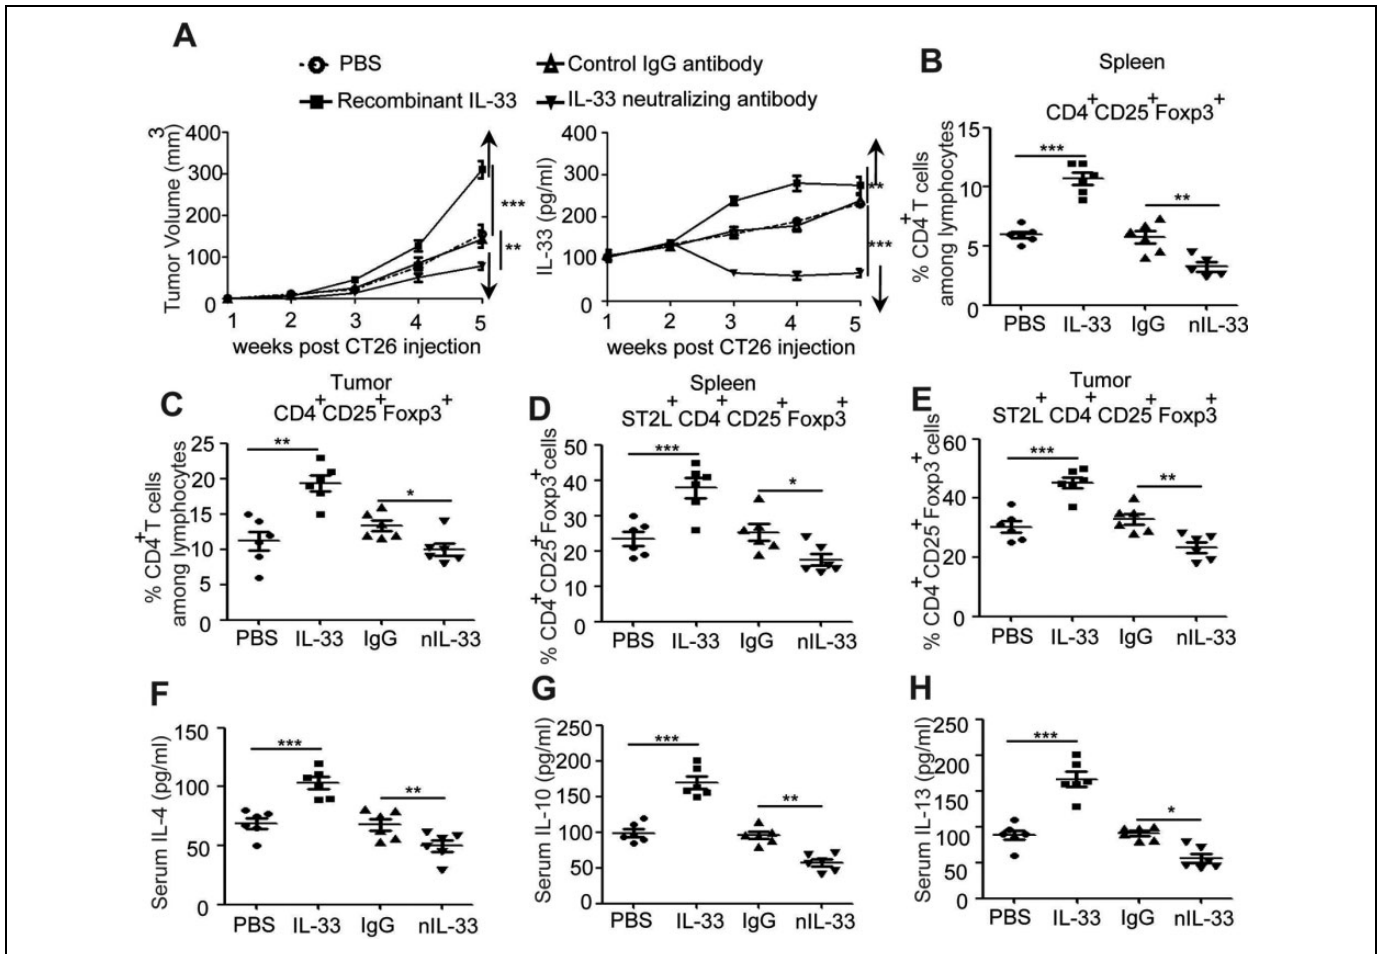 A
PBS
Control IgG antibody
Recombinant IL-33
IL-33 neutralizing antibody
Tumor Volume (mm3
400
300
200
100
0
1 2 3 4 5
weeks post CT26 injection
***
**
IL-33 (pg/ml)
400
300
200
100
0
1 2 3 4 5
weeks post CT26 injection
**
***
B
Spleen
CD4+CD25+Foxp3+
% CD4+T cells
among lymphocytes
15
10
5
0
***
**
PBS IL-33 IgG nIL-33
C
Tumor
CD4+CD25+Foxp3+
% CD4+T cells
among lymphocytes
25
20
15
10
5
0
**
*
PBS IL-33 IgG nIL-33
D
Spleen
ST2L+CD4+CD25+Foxp3+
% CD4+CD25+Foxp3+ cells
50
40
30
20
10
0
***
*
PBS IL-33 IgG nIL-33
E
Tumor
ST2L+CD4+CD25+Foxp3+
% CD4+CD25+Foxp3+ cells
60
40
20
0
***
**
PBS IL-33 IgG nIL-33
F
Serum IL-4 (pg/ml)
150
100
50
0
***
**
PBS IL-33 IgG nIL-33
G
Serum IL-10 (pg/ml)
250
200
150
100
50
0
***
**
PBS IL-33 IgG nIL-33
H
Serum IL-13 (pg/ml)
250
200
150
100
50
0
***
*
PBS IL-33 IgG nIL-33